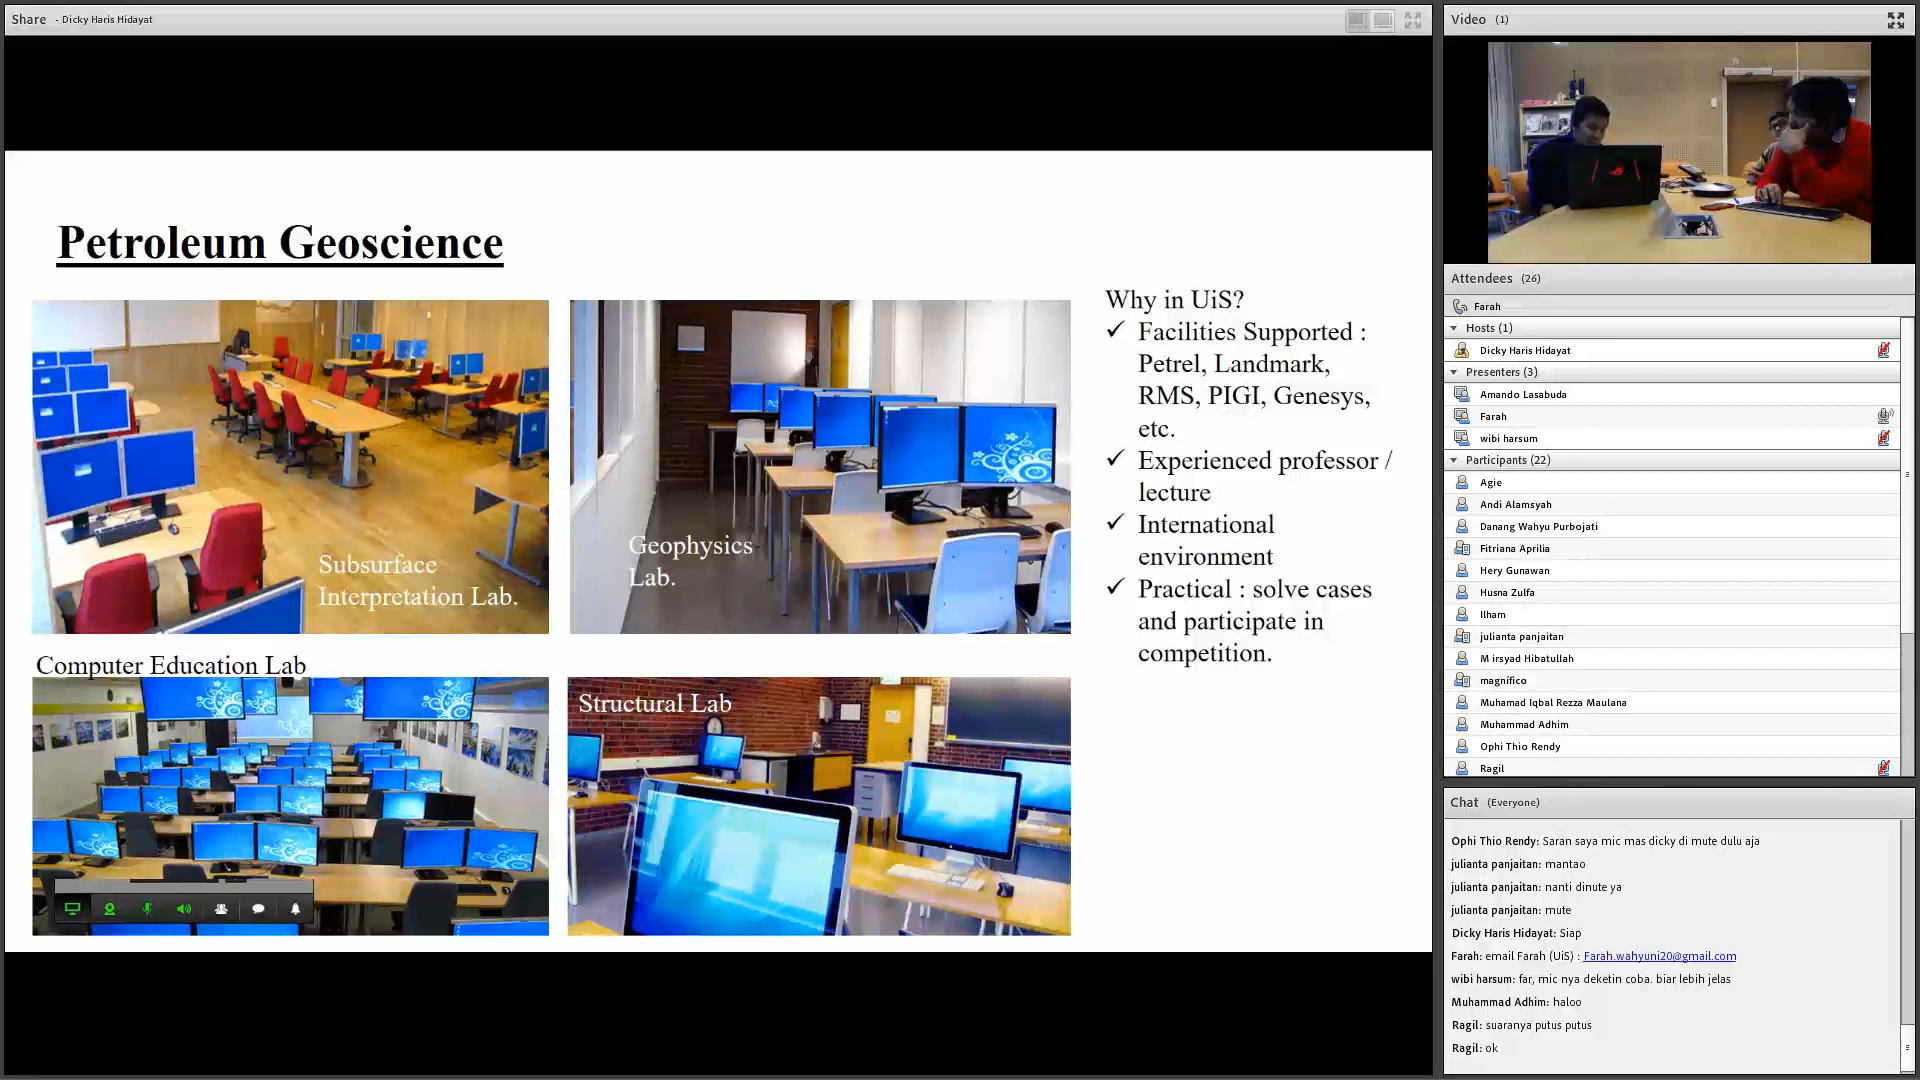 Share - Dicky Haris Hidayat
Petroleum Geoscience
Subsurface
Interpretation Lab.
Geophysics
Lab.
Computer Education Lab
Structural Lab
Why in UiS?
✓ Facilities Supported :
Petrel, Landmark,
RMS, PIGI, Genesys,
etc.
✓ Experienced professor /
lecture
✓ International
environment
✓ Practical : solve cases
and participate in
competition.
Video (1)
Attendees (26)
Farah
Hosts (1)
Dicky Haris Hidayat
Presenters (3)
Amando Lasabuda
Farah
wibi harsum
Participants (22)
Agie
Andi Alamsyah
Danang Wahyu Purbojati
Fitriana Aprilia
Hery Gunawan
Husna Zulfa
Ilham
julianta panjaitan
M irsyad Hibatullah
magnífico
Muhamad Iqbal Rezza Maulana
Muhammad Adhim
Ophi Thio Rendy
Ragil
Chat (Everyone)
Ophi Thio Rendy: Saran saya mic mas dicky di mute dulu aja
julianta panjaitan: mantao
julianta panjaitan: nanti dinute ya
julianta panjaitan: mute
Dicky Haris Hidayat: Siap
Farah: email Farah (UiS) : Farah.wahyuni20@gmail.com
wibi harsum: far, mic nya deketin coba. biar lebih jelas
Muhammad Adhim: haloo
Ragil: suaranya putus putus
Ragil: ok